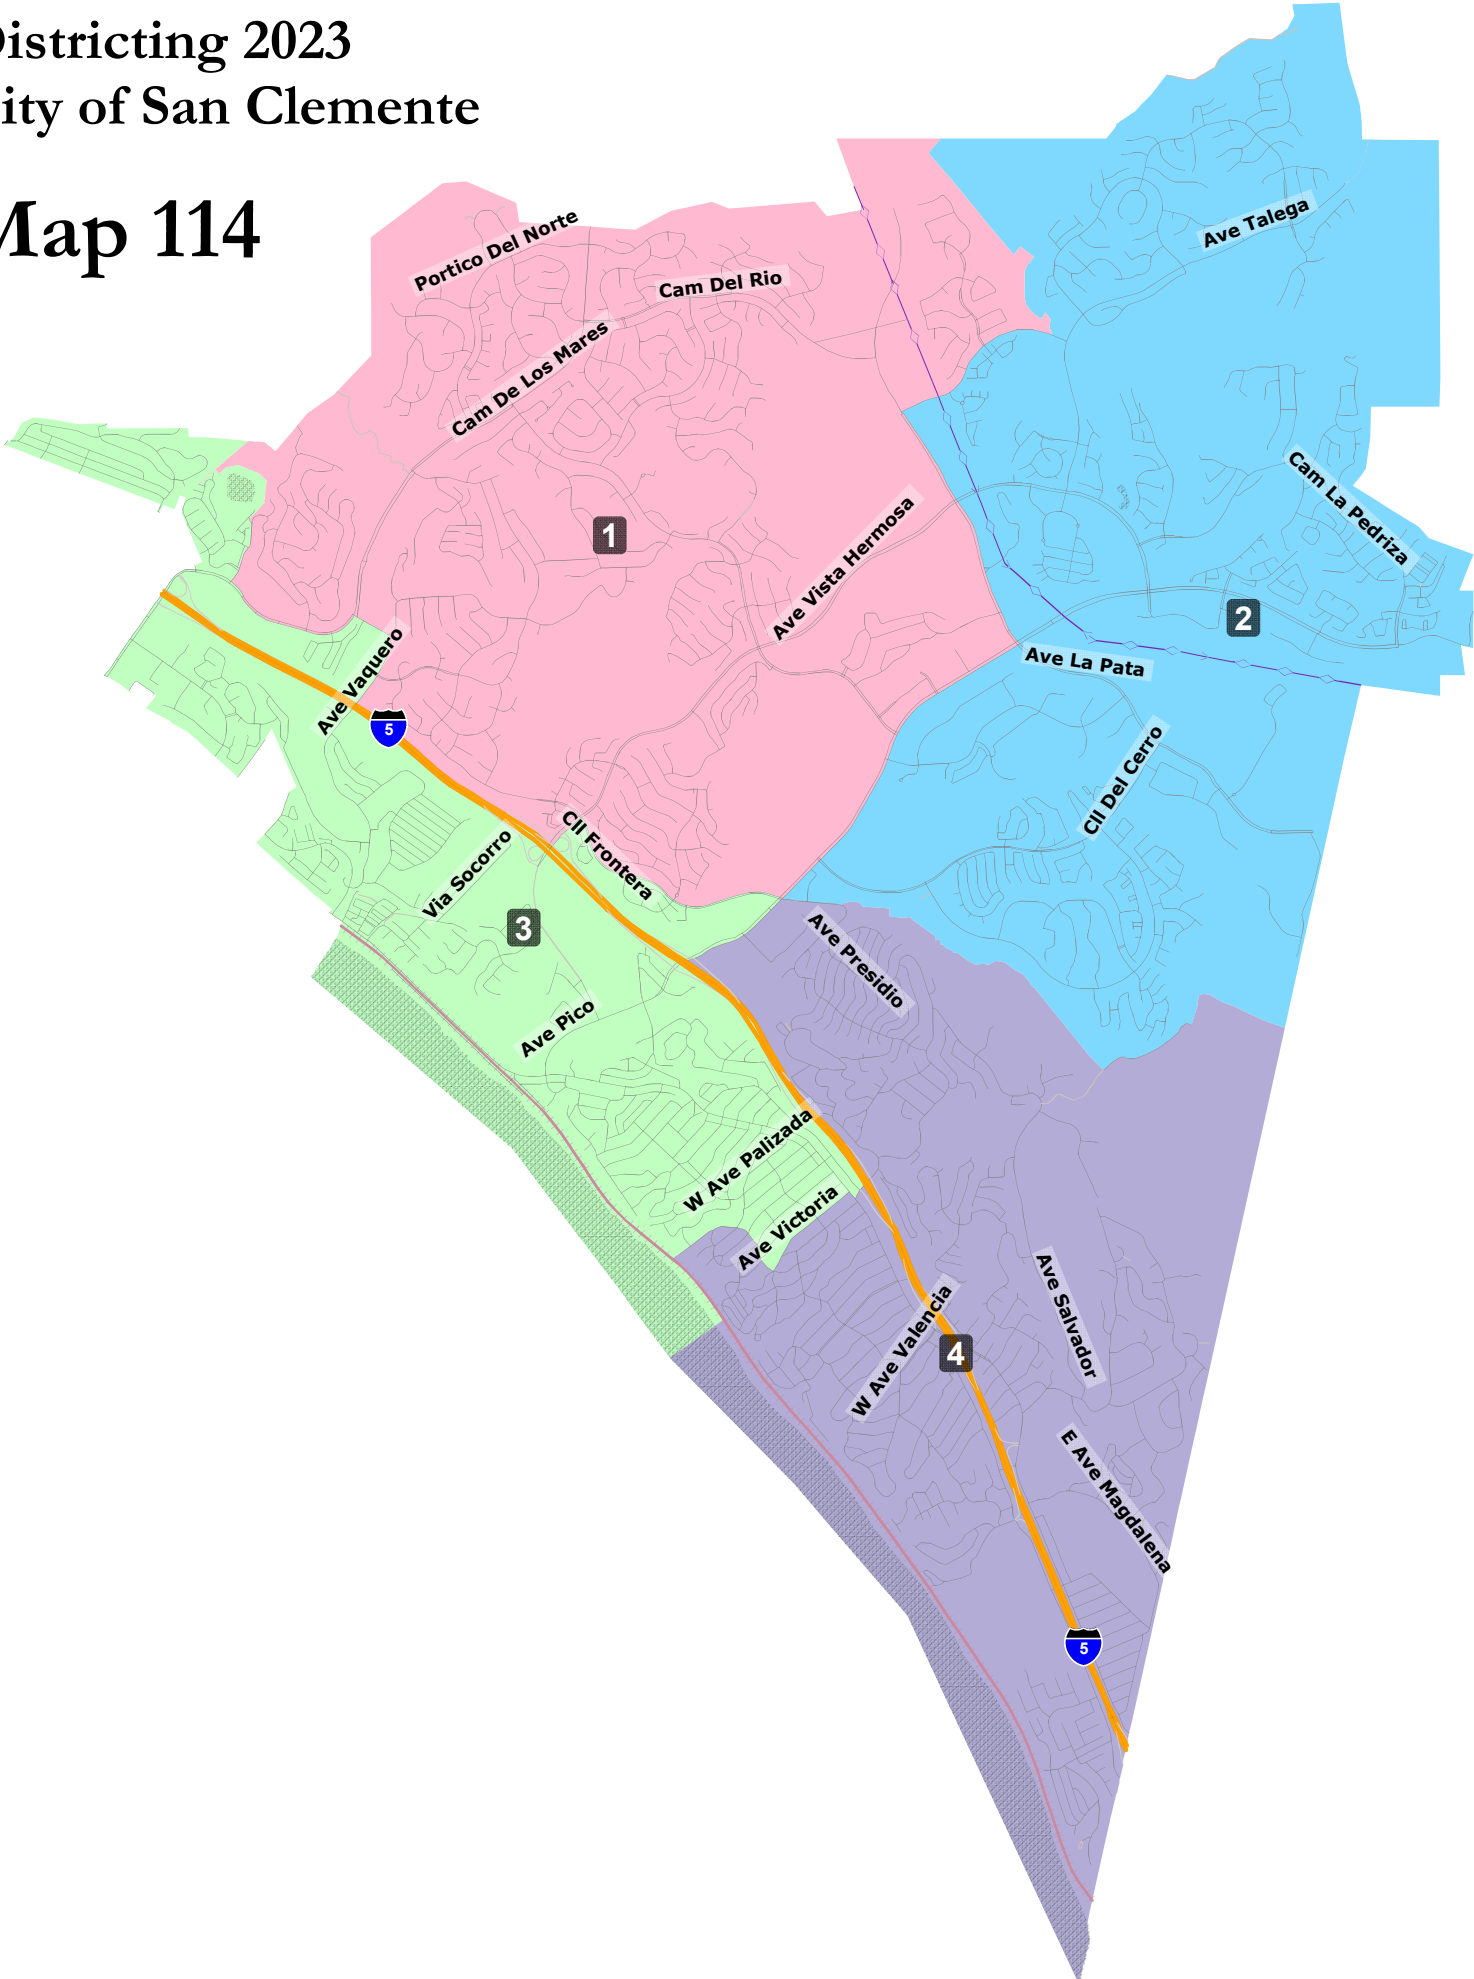 Districting 2023
ity of San Clemente
Map 114
Portico Del Norte
Cam Del Rio
Ave Talega
Cam De Los Mares
Cam La Pedriza
1
Ave Vista Hermosa
2
Ave La Pata
Ave Vaquero
5
Cll Del Cerro
Cll Frontera
Via Socorro
3
Ave Presidio
Ave Pico
W Ave Palizada
Ave Victoria
Ave Salvador
W Ave Valencia
4
E Ave Magdalena
5